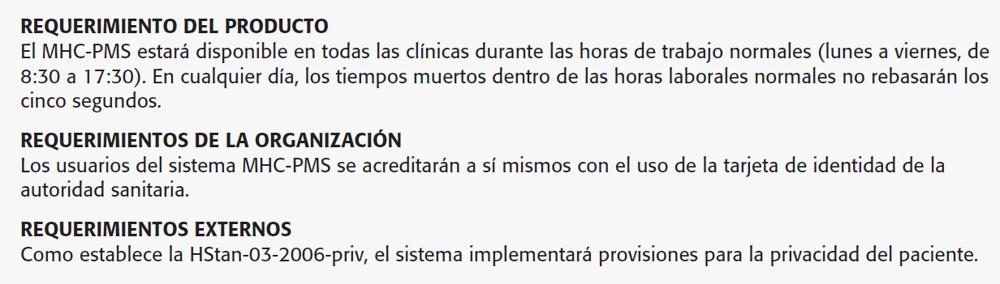 REQUERIMIENTO DEL PRODUCTO
El MHC-PMS estará disponible en todas las clínicas durante las horas de trabajo normales (lunes a viernes, de
8:30 a 17:30). En cualquier día, los tiempos muertos dentro de las horas laborales normales no rebasarán los
cinco segundos.
REQUERIMIENTOS DE LA ORGANIZACIÓN
Los usuarios del sistema MHC-PMS se acreditarán a sí mismos con el uso de la tarjeta de identidad de la
autoridad sanitaria.
REQUERIMIENTOS EXTERNOS
Como establece la HStan-03-2006-priv, el sistema implementará provisiones para la privacidad del paciente.